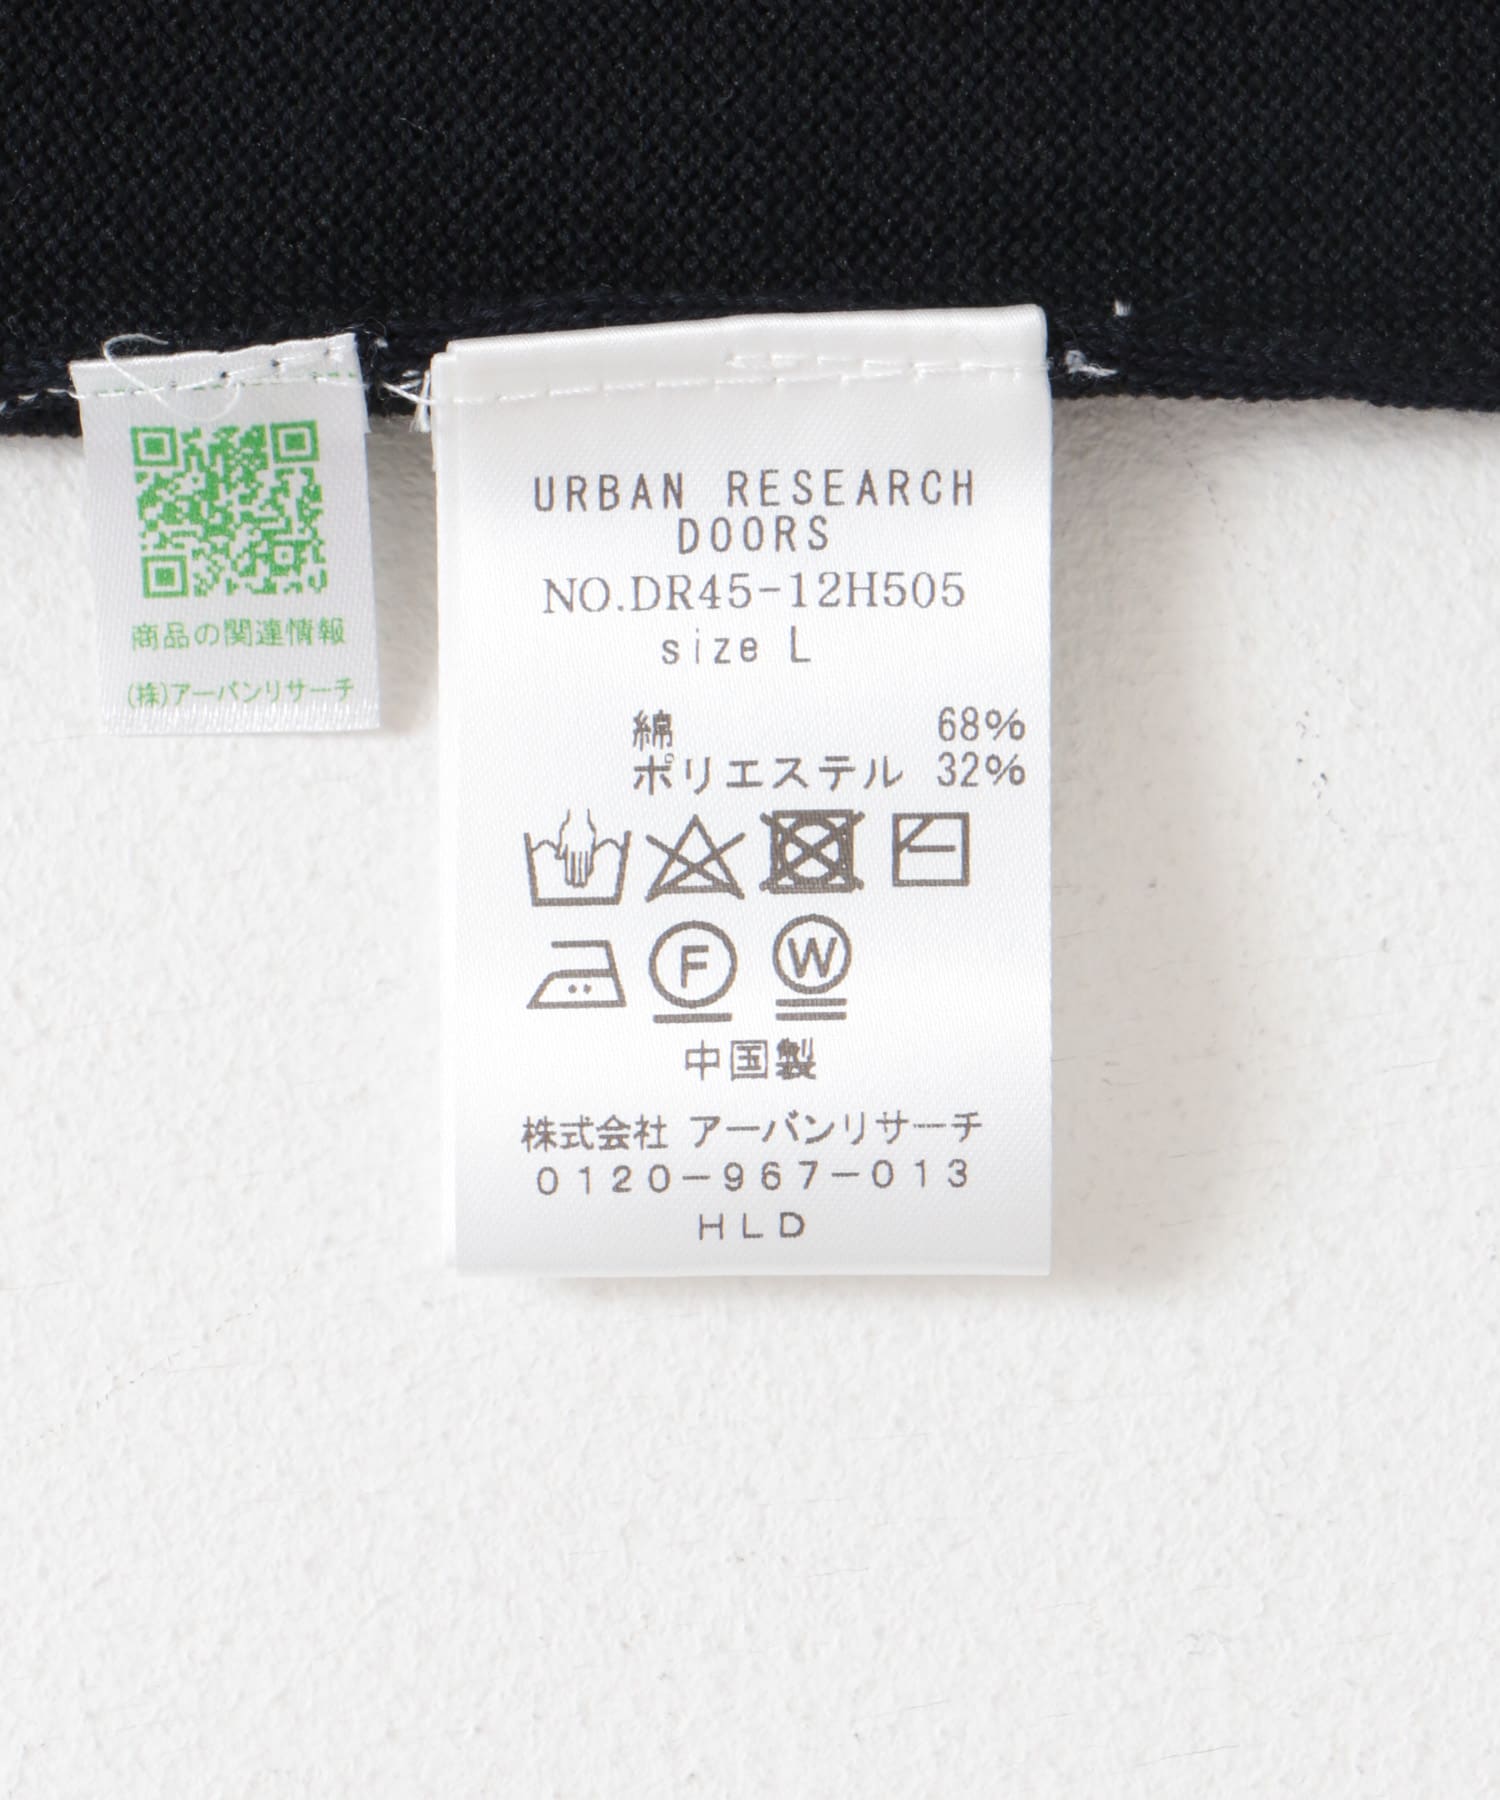 商品の関連情報
(株)アーバンリサーチ
URBAN RESEARCH
DOORS
NO.DR45-12H505
size L
綿 68%
ポリエステル 32%
F W
中国製
株式会社 アーバンリサーチ
0120-967-013
HLD